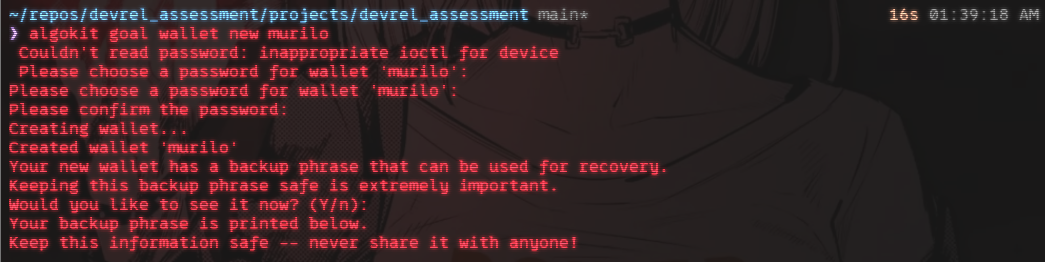 ~/repos/devrel_assessment/projects/devrel_assessment main* 16s 01:39:18 AM
❯ algokit goal wallet new murilo
Couldn't read password: inappropriate ioctl for device
Please choose a password for wallet 'murilo':
Please choose a password for wallet 'murilo':
Please confirm the password:
Creating wallet...
Created wallet 'murilo'
Your new wallet has a backup phrase that can be used for recovery.
Keeping this backup phrase safe is extremely important.
Would you like to see it now? (Y/n):
Your backup phrase is printed below.
Keep this information safe -- never share it with anyone!